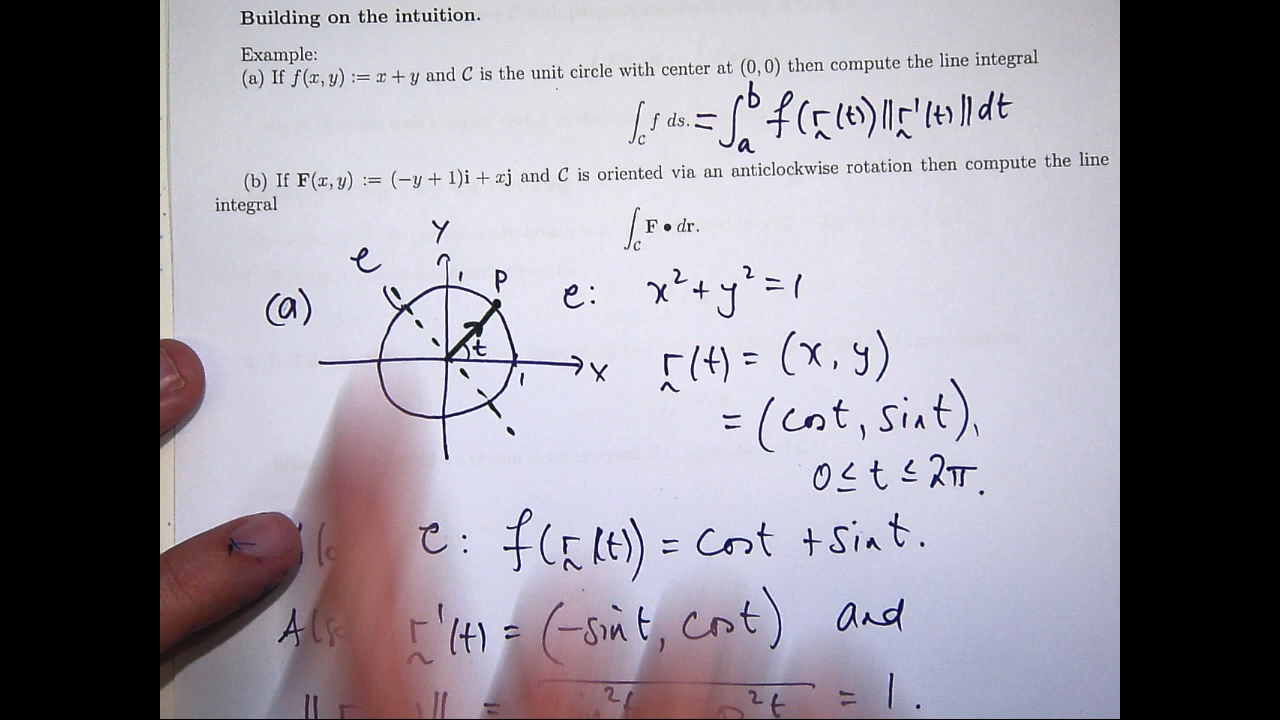 Building on the intuition.
Example:
(a) If f(x, y) := x + y and C is the unit circle with center at (0, 0) then compute the line integral
∫_C f ds. = ∫_a^b f(r(t)) ||r'(t)|| dt
(b) If F(x, y) := (−y + 1)i + xj and C is oriented via an anticlockwise rotation then compute the line
integral
∫_C F • dr.
(a)
C
Y
1
P
t
1
X
C: x² + y² = 1
r(t) = (x, y)
= (cos t, sin t),
0 ≤ t ≤ 2π.
C: f(r(t)) = cos t + sin t.
Also r'(t) = (−sin t, cos t) and
= 1.